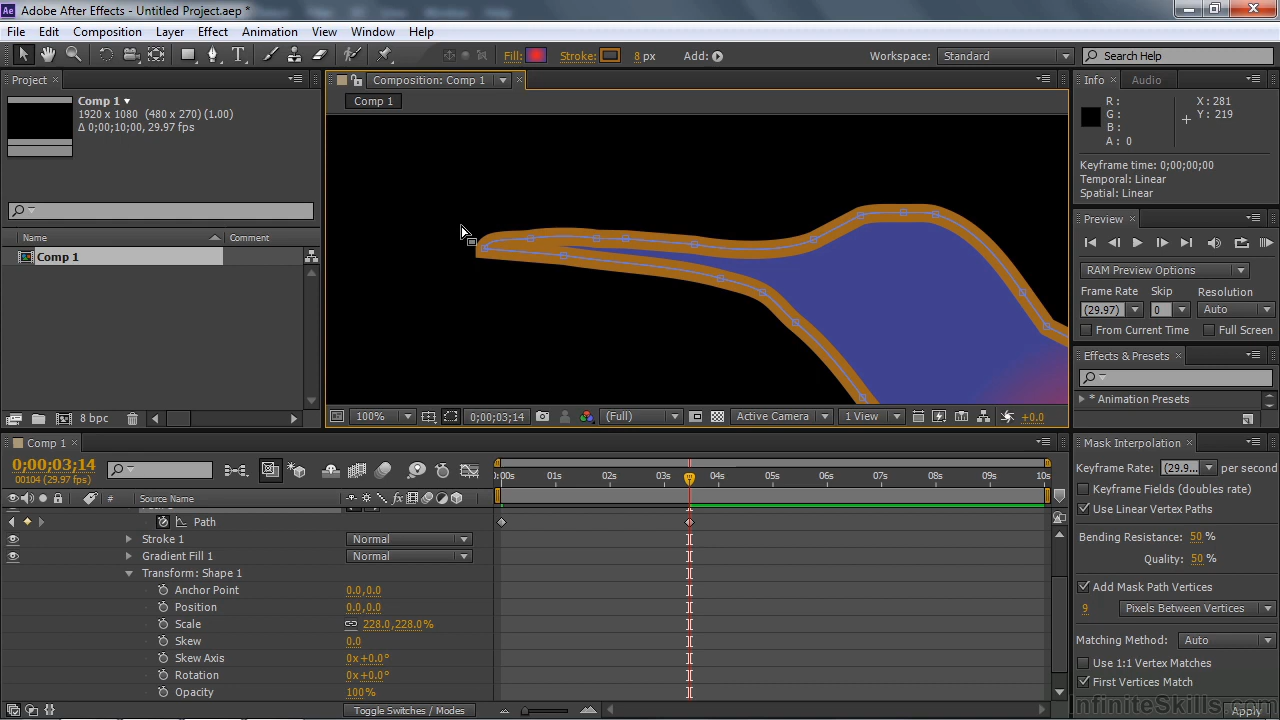 Ae Adobe After Effects - Untitled Project.aep *
File Edit Composition Layer Effect Animation View Window Help
Fill: Stroke: 8 px Add: Workspace: Standard Search Help
Project Composition: Comp 1 Info Audio
Comp 1
1920 x 1080 (480 x 270) (1.00)
Δ 0;00;10;00, 29.97 fps
Comp 1
R :
G :
B :
A : 0
X : 281
Y : 219
Keyframe time: 0;00;00;00
Temporal: Linear
Spatial: Linear
Preview
RAM Preview Options
Frame Rate Skip Resolution
(29.97) 0 Auto
From Current Time Full Screen
Effects & Presets
* Animation Presets
Name Comment
Comp 1
8 bpc
100% 0;00;03;14 (Full) Active Camera 1 View +0.0
Comp 1
0;00;03;14
00104 (29.97 fps)
:00s 01s 02s 03s 04s 05s 06s 07s 08s 09s 10s
# Source Name fx
Path
Stroke 1 Normal
Gradient Fill 1 Normal
Transform: Shape 1
Anchor Point 0.0,0.0
Position 0.0,0.0
Scale 228.0,228.0%
Skew 0.0
Skew Axis 0x+0.0°
Rotation 0x+0.0°
Opacity 100%
Toggle Switches / Modes
Mask Interpolation
Keyframe Rate: (29.9... per second
Keyframe Fields (doubles rate)
Use Linear Vertex Paths
Bending Resistance: 50 %
Quality: 50 %
Add Mask Path Vertices
9 Pixels Between Vertices
Matching Method: Auto
Use 1:1 Vertex Matches
First Vertices Match
Apply
InfiniteSkills.com